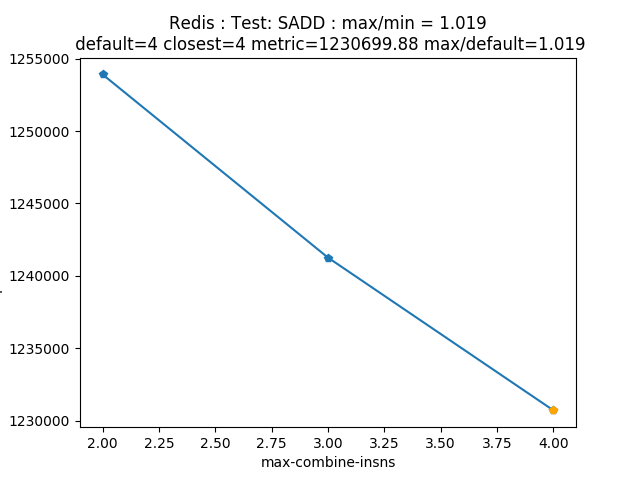 Redis : Test: SADD : max/min = 1.019
default=4 closest=4 metric=1230699.88 max/default=1.019
1255000
1250000
1245000
1240000
1235000
1230000
2.00 2.25 2.50 2.75 3.00 3.25 3.50 3.75 4.00
max-combine-insns